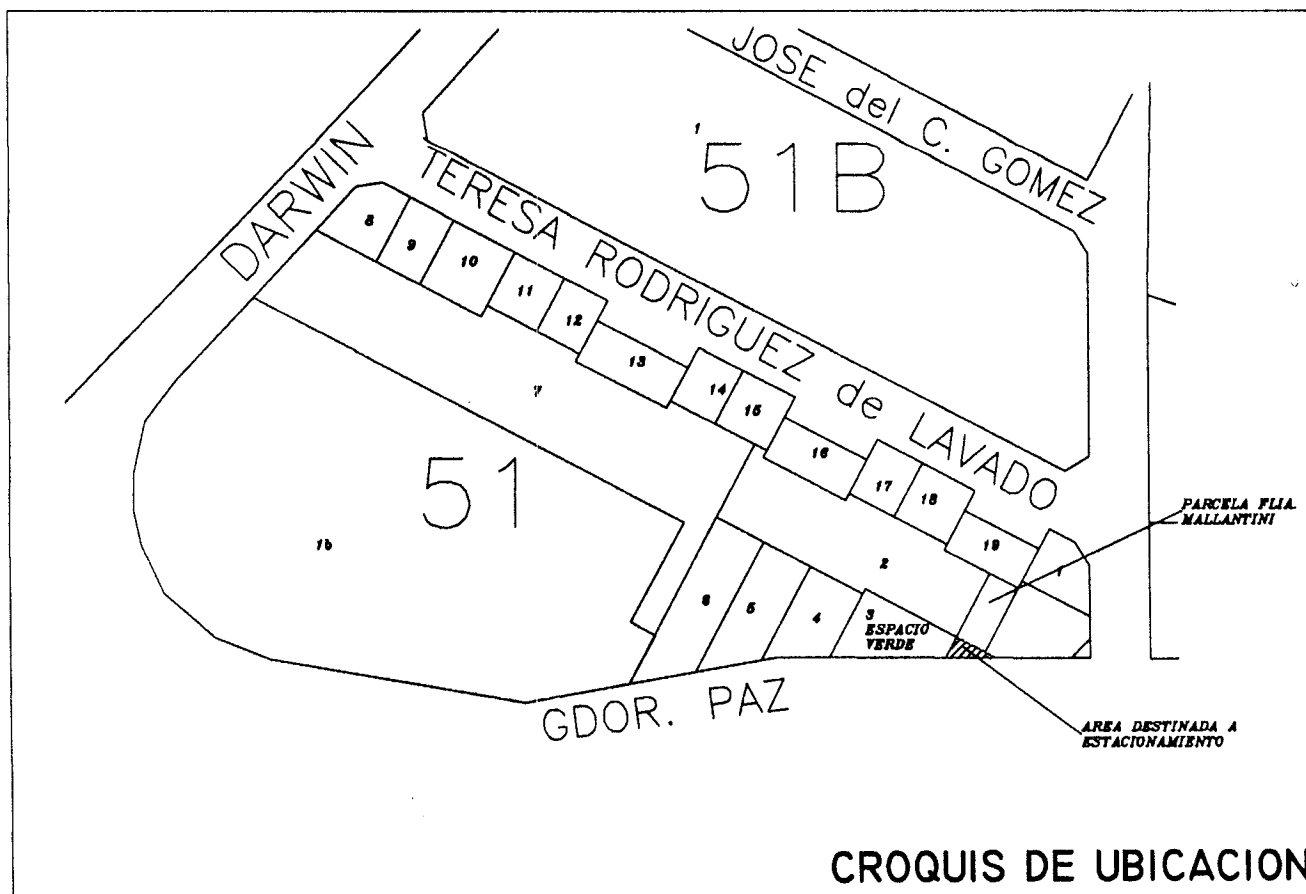 JOSE del C. GOMEZ
1
51B
DARWIN
TERESA RODRIGUEZ de LAVADO
8
9
10
11
12
13
14
15
16
17
18
19
1
7
51
1b
2
6
5
4
3
ESPACIO
VERDE
PARCELA FLIA.
MALLANTINI
GDOR. PAZ
AREA DESTINADA A
ESTACIONAMIENTO
CROQUIS DE UBICACION